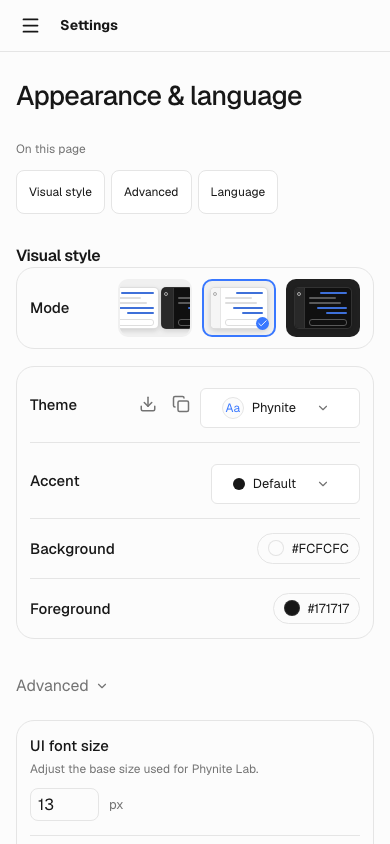 Settings
Appearance & language
On this page
Visual style
Advanced
Language
Visual style
Mode
Theme
Aa
Phynite
Accent
Default
Background
#FCFCFC
Foreground
#171717
Advanced
UI font size
Adjust the base size used for Phynite Lab.
13
px